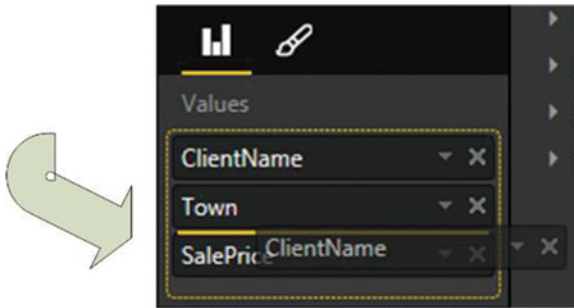 Values
ClientName
Town
SalePrice
ClientName